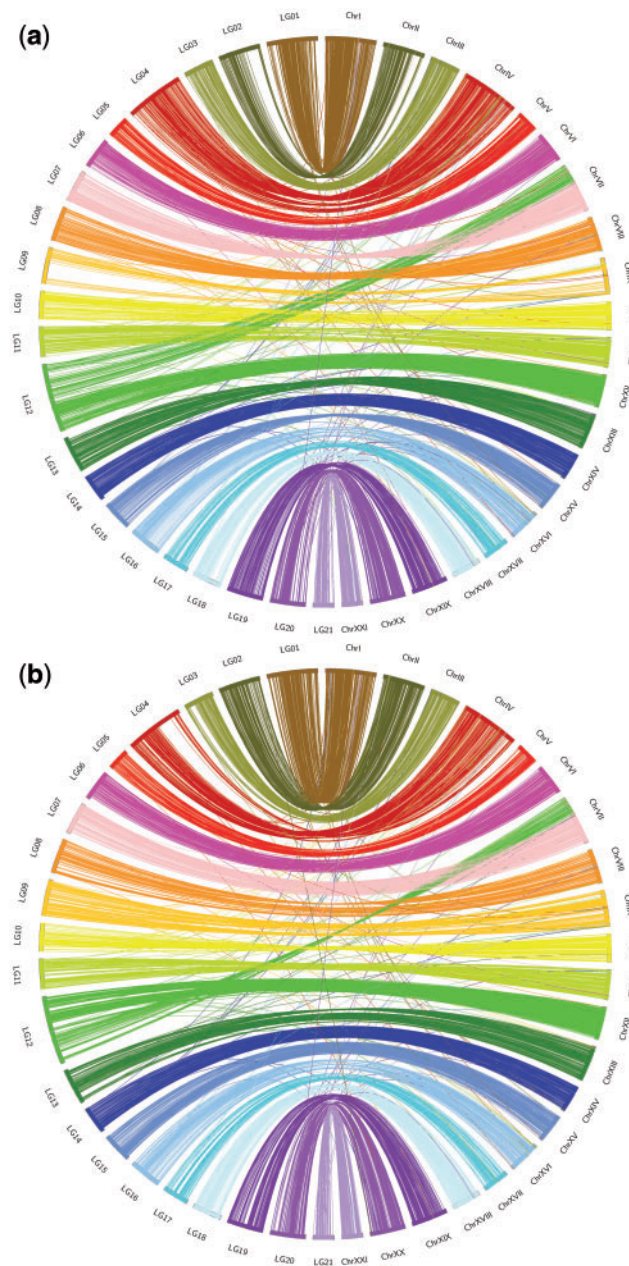 (a)
LG01
ChrI
LG02
ChrII
LG03
ChrIII
LG04
ChrIV
LG05
ChrV
LG06
ChrVI
LG07
ChrVII
LG08
ChrVIII
LG09
LG10
LG11
LG12
ChrXII
LG13
ChrXIII
LG14
ChrXIV
LG15
ChrXV
LG16
ChrXVI
LG17
ChrXVII
LG18
ChrXVIII
LG19
LG20
LG21
ChrXXI
ChrXX
ChrXIX
(b)
LG01
ChrI
LG02
ChrII
LG03
ChrIII
LG04
ChrIV
LG05
ChrV
LG06
ChrVI
LG07
ChrVII
LG08
ChrVIII
LG09
LG10
LG11
LG12
ChrXII
LG13
ChrXIII
LG14
ChrXIV
LG15
ChrXV
LG16
ChrXVI
LG17
ChrXVII
LG18
ChrXVIII
LG19
LG20
LG21
ChrXXI
ChrXX
ChrXIX